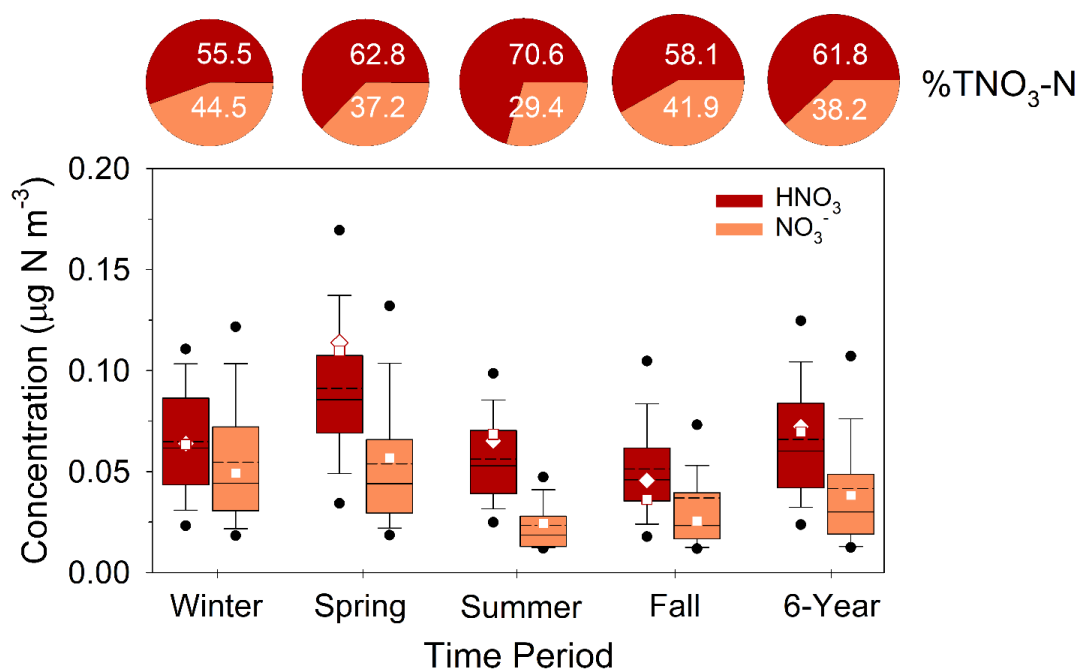 55.5 62.8 70.6 58.1 61.8
44.5 37.2 29.4 41.9 38.2
%TNO₃-N
0.20
HNO₃
NO₃⁻
0.15
0.10
0.05
0.00
Concentration (µg N m⁻³)
Winter Spring Summer Fall 6-Year
Time Period